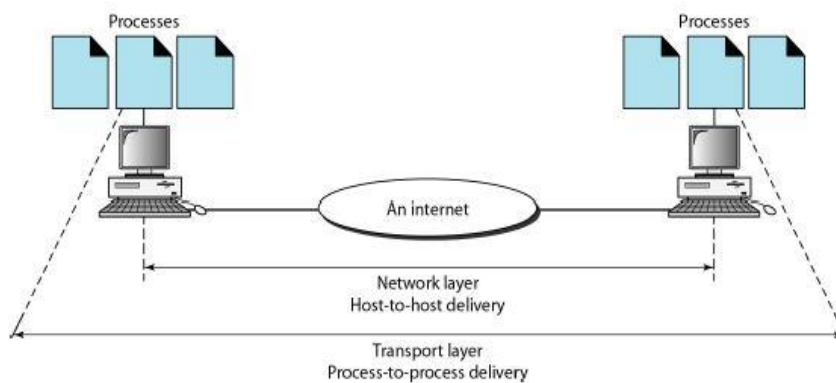 Processes
Processes
An internet
Network layer
Host-to-host delivery
Transport layer
Process-to-process delivery